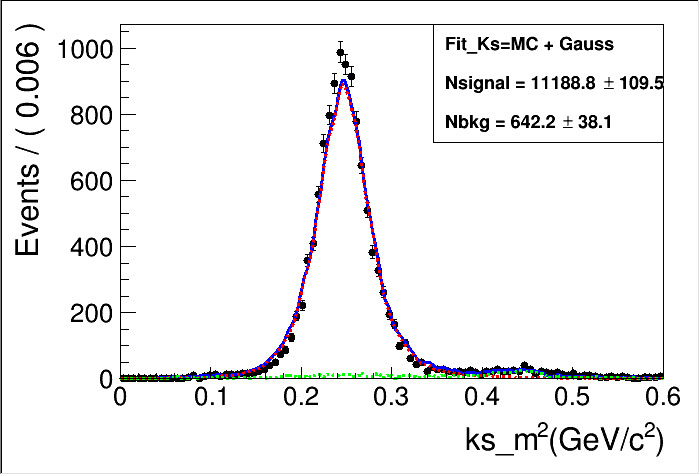 Events / ( 0.006 )
1000
800
600
400
200
0
Fit_Ks=MC + Gauss
Nsignal = 11188.8 ± 109.5
Nbkg = 642.2 ± 38.1
0 0.1 0.2 0.3 0.4 0.5 0.6
ks_m²(GeV/c²)